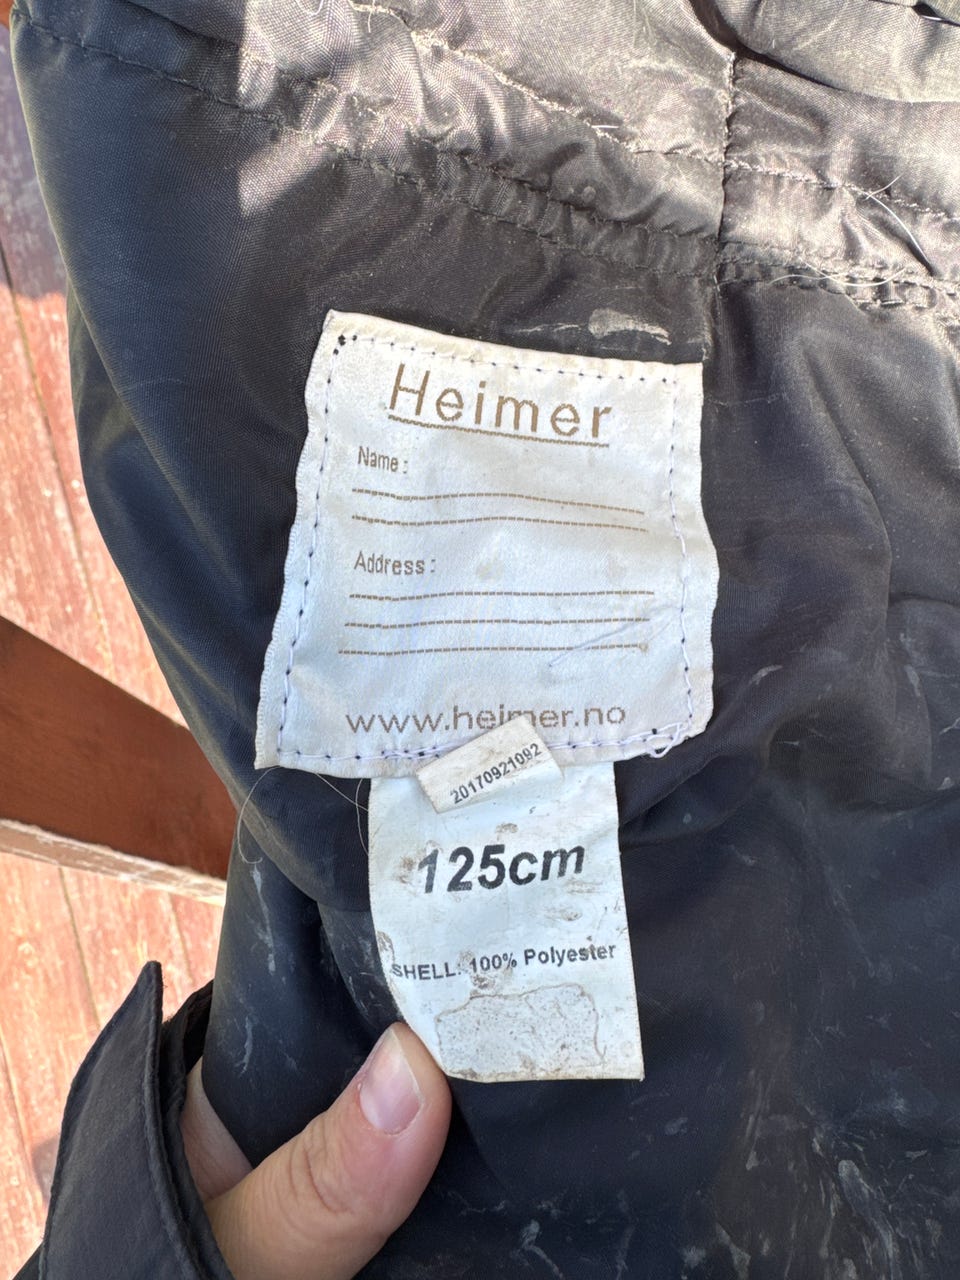 Heimer
Name :
Address :
www.heimer.no
20170921092
125cm
SHELL: 100% Polyester